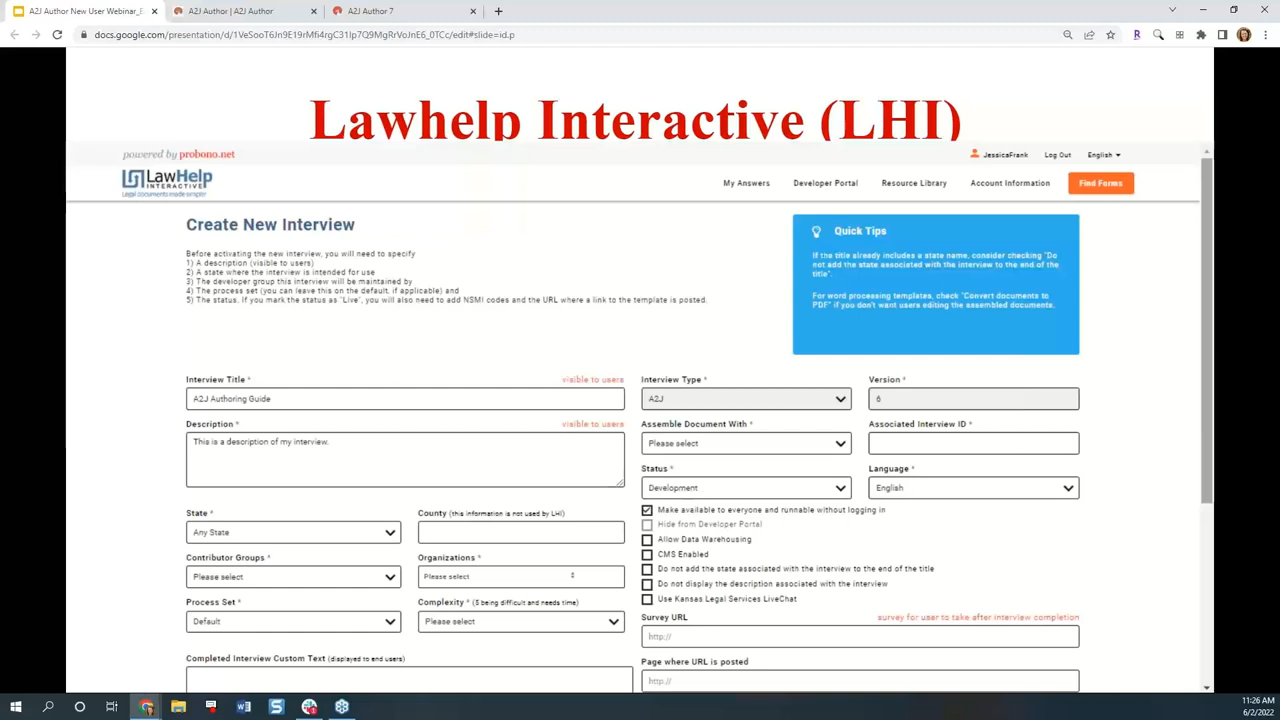 A2J Author New User Webinar_E
A2J Author | A2J Author
A2J Author 7
docs.google.com/presentation/d/1VeSooT6Jn9E19rMfi4rgC31Ip7Q9MgRrVoJnE6_0TCc/edit#slide=id.p
Lawhelp Interactive (LHI)
powered by probono.net
JessicaFrank
Log Out
English
LawHelp
INTERACTIVE
Legal documents made simpler
My Answers
Developer Portal
Resource Library
Account Information
Find Forms
Create New Interview
Before activating the new interview, you will need to specify
1) A description (visible to users)
2) A state where the interview is intended for use
3) The developer group this interview will be maintained by
4) The process set (you can leave this on the default, if applicable) and
5) The status. If you mark the status as 'Live', you will also need to add NSMI codes and the URL where a link to the template is posted.
Quick Tips
If the title already includes a state name, consider checking "Do
not add the state associated with the interview to the end of the
title".
For word processing templates, check "Convert documents to
PDF" if you don't want users editing the assembled documents.
Interview Title *
visible to users
A2J Authoring Guide
Description *
visible to users
This is a description of my interview.
State *
Any State
County (this information is not used by LHI)
Contributor Groups *
Please select
Organizations *
Please select
Process Set *
Default
Complexity * (5 being difficult and needs time)
Please select
Completed Interview Custom Text (displayed to end users)
Interview Type *
A2J
Version *
6
Assemble Document With *
Please select
Associated Interview ID *
Status *
Development
Language *
English
Make available to everyone and runnable without logging in
Hide from Developer Portal
Allow Data Warehousing
CMS Enabled
Do not add the state associated with the interview to the end of the title
Do not display the description associated with the interview
Use Kansas Legal Services LiveChat
Survey URL
survey for user to take after interview completion
http://
Page where URL is posted
http://
11:26 AM
6/2/2022